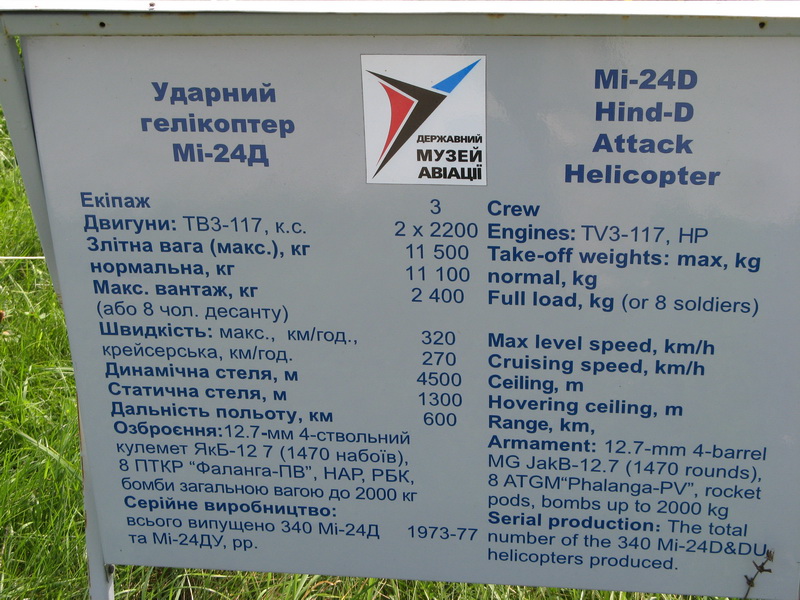 Ударний
гелікоптер
Мі-24Д
ДЕРЖАВНИЙ
МУЗЕЙ
АВІАЦІЇ
Mi-24D
Hind-D
Attack
Helicopter
Екіпаж 3 Crew
Двигуни: ТВ3-117, к.с. 2 x 2200 Engines: TV3-117, HP
Злітна вага (макс.), кг 11 500 Take-off weights: max, kg
нормальна, кг 11 100 normal, kg
Макс. вантаж, кг 2 400 Full load, kg (or 8 soldiers)
(або 8 чол. десанту)
Швидкість: макс., км/год., 320 Max level speed, km/h
крейсерська, км/год. 270 Cruising speed, km/h
Динамічна стеля, м 4500 Ceiling, m
Статична стеля, м 1300 Hovering ceiling, m
Дальність польоту, км 600 Range, km,
Озброєння:12.7-мм 4-ствольний
кулемет ЯкБ-12 7 (1470 набоїв),
8 ПТКР “Фаланга-ПВ”, НАР, РБК,
бомби загальною вагою до 2000 кг
Armament: 12.7-mm 4-barrel
MG JakB-12.7 (1470 rounds),
8 ATGM“Phalanga-PV”, rocket
pods, bombs up to 2000 kg
Серійне виробництво:
всього випущено 340 Мі-24Д 1973-77
та Мі-24ДУ, рр.
Serial production: The total
number of the 340 Mi-24D&DU
helicopters produced.